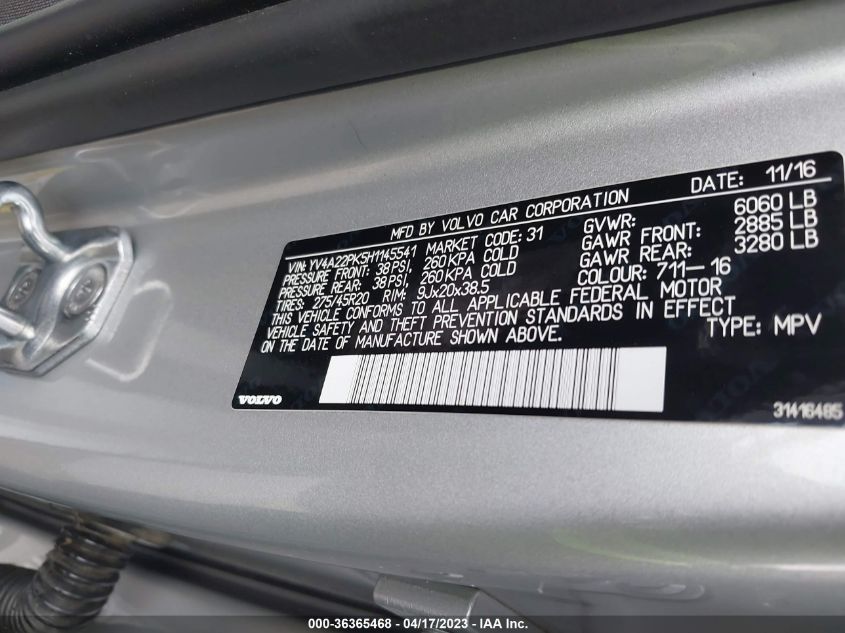 MFD BY VOLVO CAR CORPORATION DATE: 11/16
VIN: YV4A22PK5H1145541 MARKET CODE: 31 GVWR: 6060 LB
PRESSURE FRONT: 38 PSI, 260 KPA COLD GAWR FRONT: 2885 LB
PRESSURE REAR: 38 PSI, 260 KPA COLD GAWR REAR: 3280 LB
TIRES: 275/45R20 RIM: 9Jx20x38.5 COLOUR: 711-16
THIS VEHICLE CONFORMS TO ALL APPLICABLE FEDERAL MOTOR
VEHICLE SAFETY AND THEFT PREVENTION STANDARDS IN EFFECT
ON THE DATE OF MANUFACTURE SHOWN ABOVE. TYPE: MPV
VOLVO
31416485
000-36365468 - 04/17/2023 - IAA Inc.